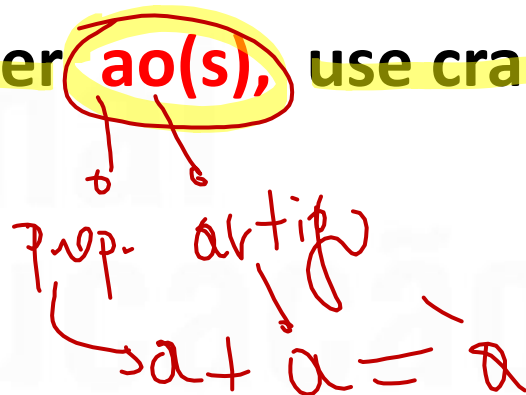 er ao(s), use cra
prep. artigo
a + a = à